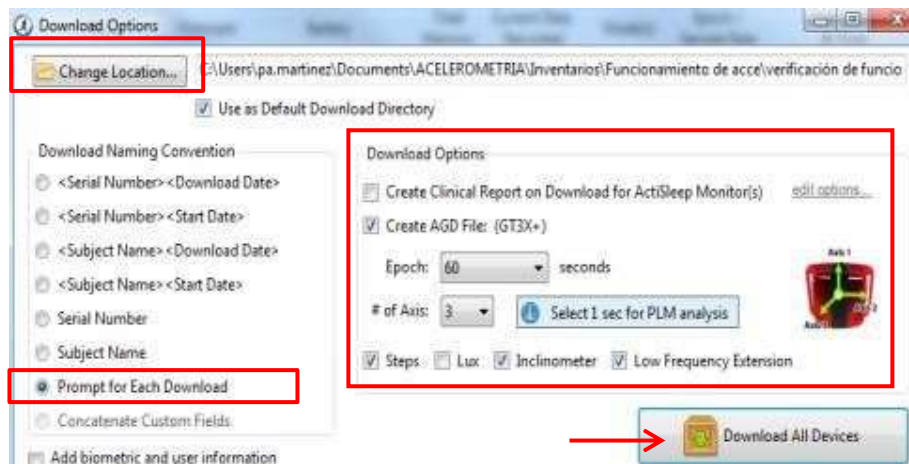 Download Options
Change Location...
C:\Users\pa.martinez\Documents\ACELEROMETRIA\Inventarios\Funcionamiento de acce\verificación de funcio
Use as Default Download Directory
Download Naming Convention
<Serial Number> <Download Date>
<Serial Number> <Start Date>
<Subject Name> <Download Date>
<Subject Name> <Start Date>
Serial Number
Subject Name
Prompt for Each Download
Concatenate Custom Fields
Add biometric and user information
Download Options
Create Clinical Report on Download for ActiSleep Monitor(s)
edit options...
Create AGD File: (GT3X+)
Epoch: 60 seconds
# of Axis: 3
Select 1 sec for PLM analysis
Axis 1
Steps Lux Inclinometer Low Frequency Extension
Download All Devices